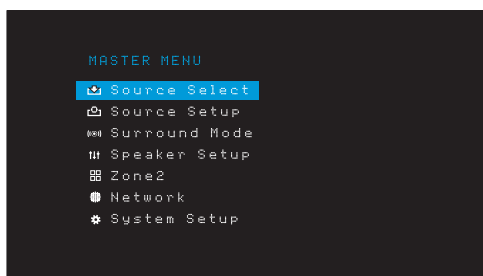 MASTER MENU
Source Select
Source Setup
Surround Mode
Speaker Setup
Zone2
Network
System Setup